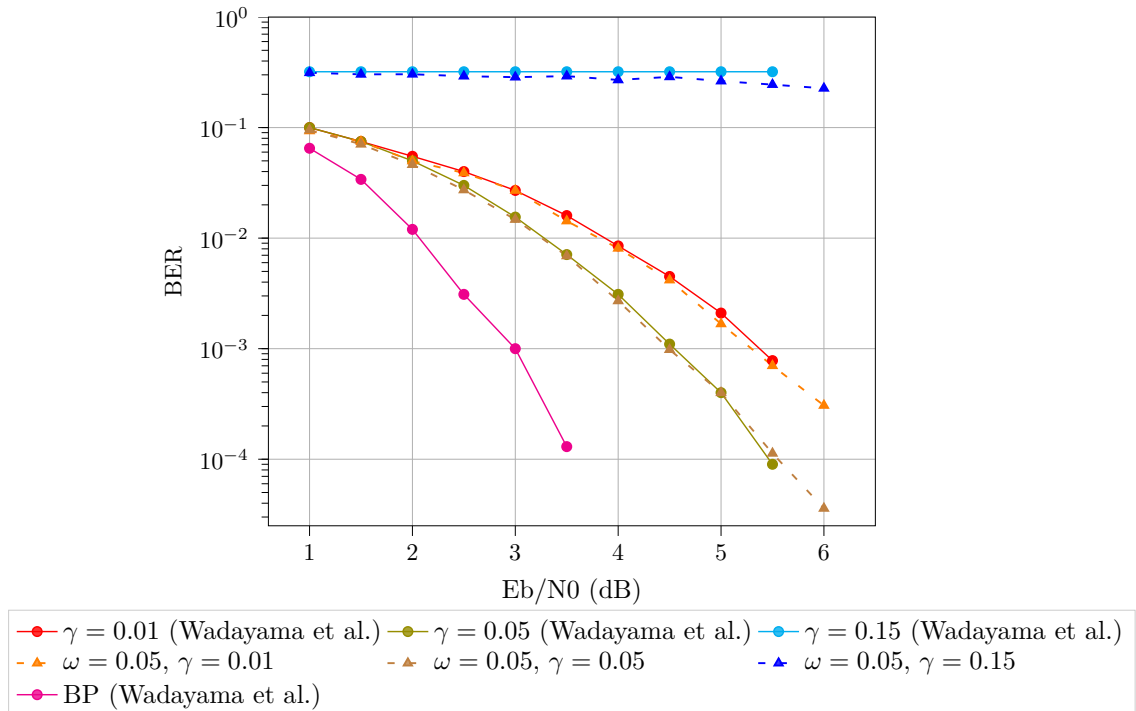 10^0
10^−1
10^−2
10^−3
10^−4
BER
1 2 3 4 5 6
Eb/N0 (dB)
γ = 0.01 (Wadayama et al.) γ = 0.05 (Wadayama et al.) γ = 0.15 (Wadayama et al.)
ω = 0.05, γ = 0.01 ω = 0.05, γ = 0.05 ω = 0.05, γ = 0.15
BP (Wadayama et al.)